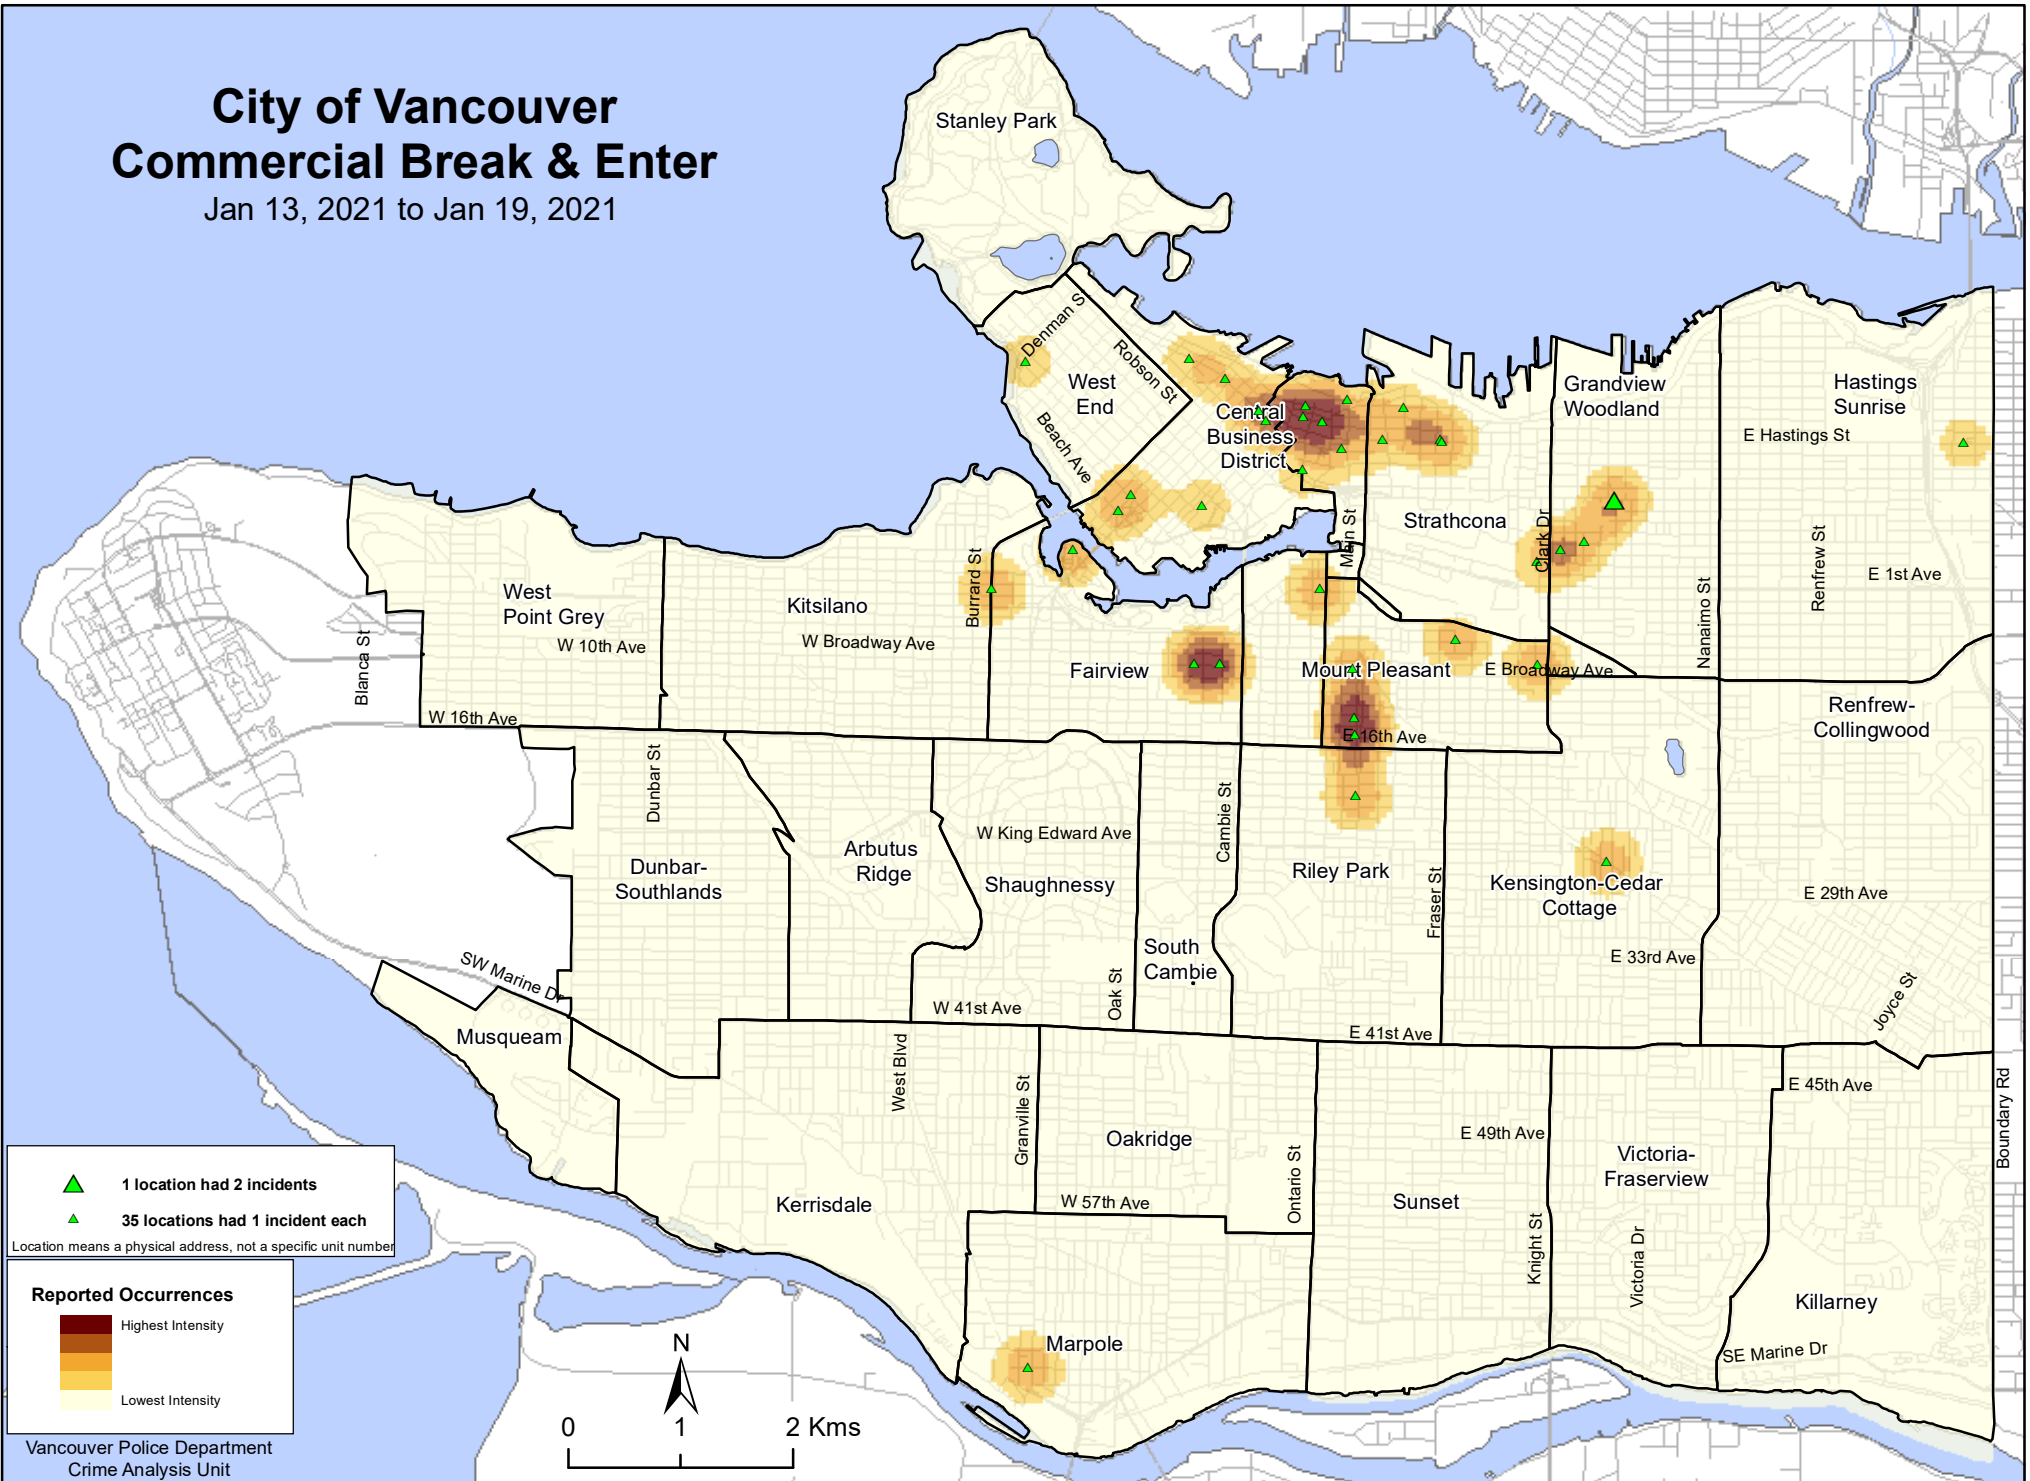 City of Vancouver
Commercial Break & Enter
Jan 13, 2021 to Jan 19, 2021
Stanley Park
Denman S
Robson St
West
End
Beach Ave
Central
Business
District
Grandview
Woodland
Hastings
Sunrise
E Hastings St
Strathcona
Main St
Clark Dr
Nanaimo St
Renfrew St
E 1st Ave
West
Point Grey
W 10th Ave
Blanca St
W 16th Ave
Kitsilano
W Broadway Ave
Burrard St
Fairview
Mount Pleasant
E Broadway Ave
E 16th Ave
Renfrew-
Collingwood
Dunbar St
Dunbar-
Southlands
Arbutus
Ridge
W King Edward Ave
Shaughnessy
Cambie St
South
Cambie
Oak St
Riley Park
Fraser St
Kensington-Cedar
Cottage
E 29th Ave
E 33rd Ave
Joyce St
SW Marine Dr
Musqueam
W 41st Ave
E 41st Ave
West Blvd
Granville St
Oakridge
Ontario St
W 57th Ave
Kerrisdale
E 45th Ave
E 49th Ave
Sunset
Knight St
Victoria-
Fraserview
Victoria Dr
Killarney
SE Marine Dr
Boundary Rd
Marpole
1 location had 2 incidents
35 locations had 1 incident each
Location means a physical address, not a specific unit number
Reported Occurrences
Highest Intensity
Lowest Intensity
Vancouver Police Department
Crime Analysis Unit
N
0 1 2 Kms